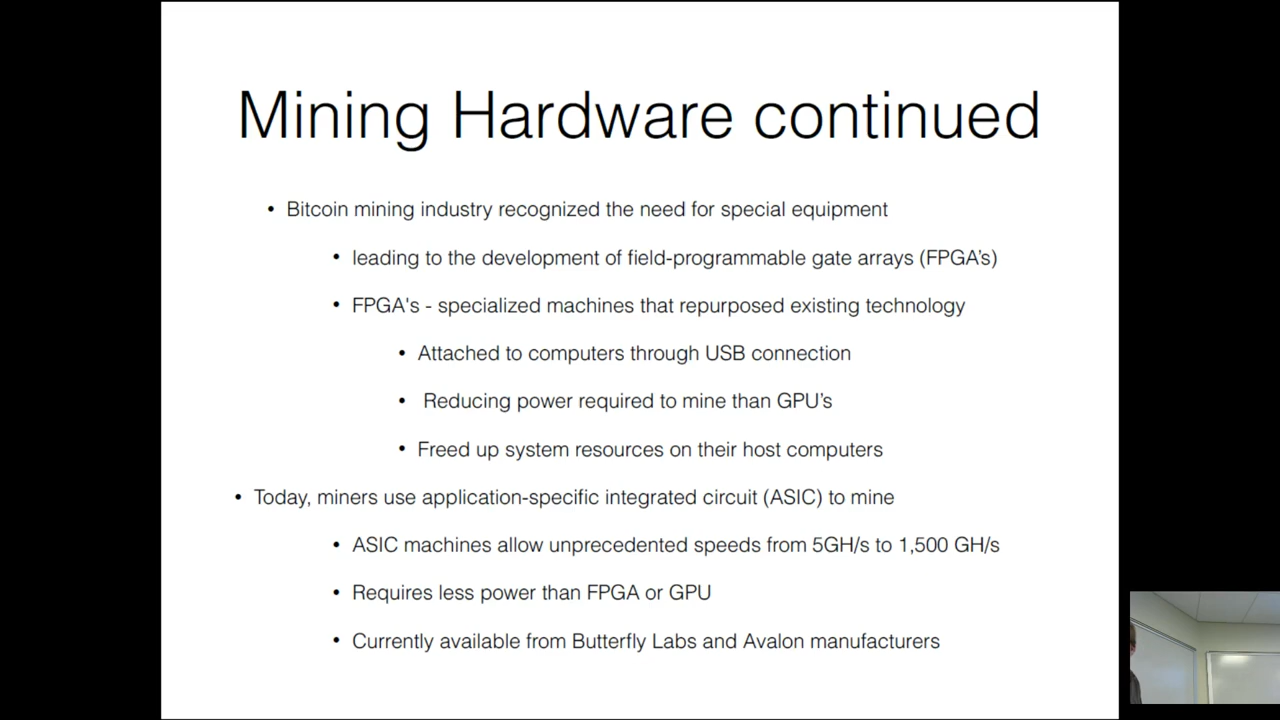 Mining Hardware continued
• Bitcoin mining industry recognized the need for special equipment
• leading to the development of field-programmable gate arrays (FPGA’s)
• FPGA's - specialized machines that repurposed existing technology
• Attached to computers through USB connection
• Reducing power required to mine than GPU’s
• Freed up system resources on their host computers
• Today, miners use application-specific integrated circuit (ASIC) to mine
• ASIC machines allow unprecedented speeds from 5GH/s to 1,500 GH/s
• Requires less power than FPGA or GPU
• Currently available from Butterfly Labs and Avalon manufacturers